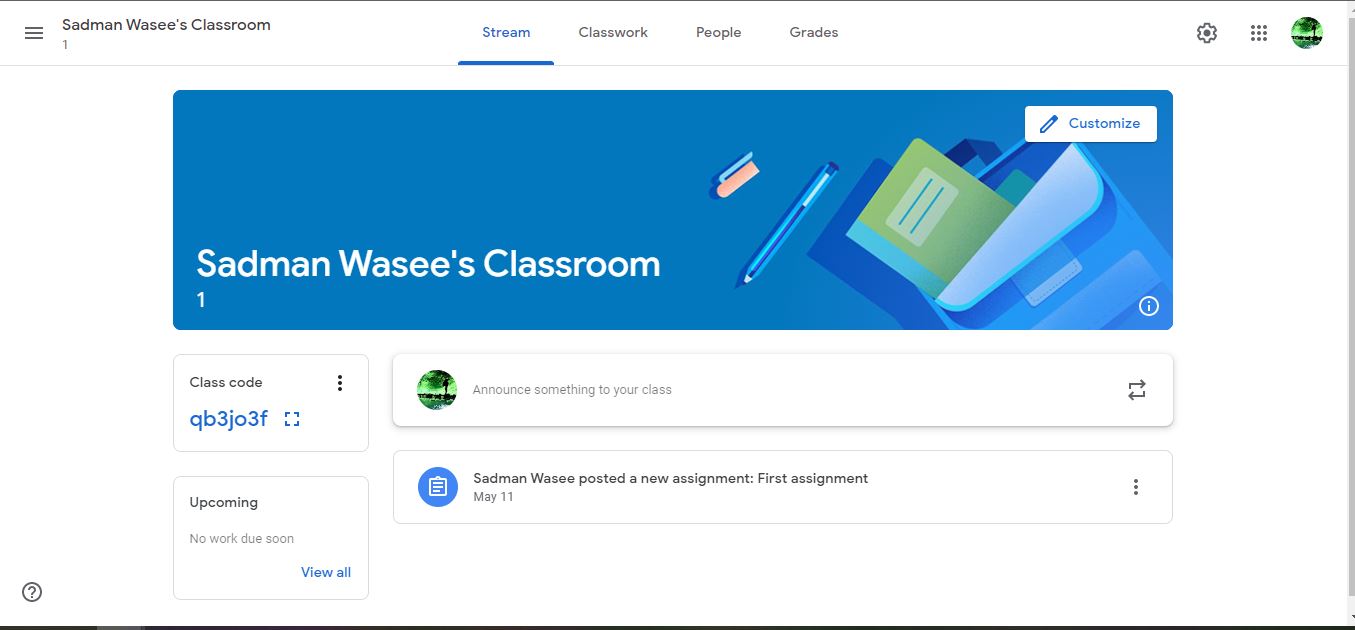 Sadman Wasee's Classroom
1
Stream
Classwork
People
Grades
Customize
Sadman Wasee's Classroom
1
Class code
qb3jo3f
Announce something to your class
Sadman Wasee posted a new assignment: First assignment
May 11
Upcoming
No work due soon
View all